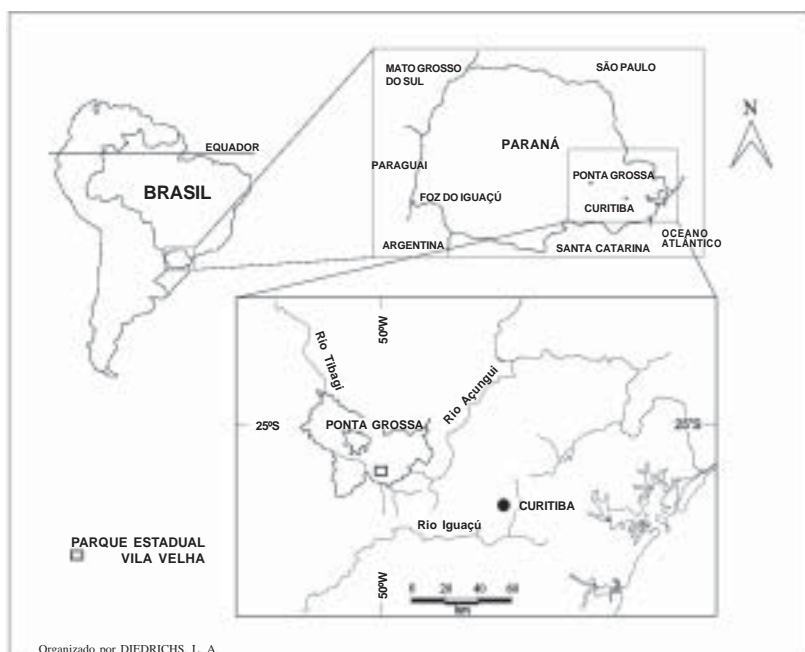 MATO GROSSO
DO SUL
SÃO PAULO
N
EQUADOR
PARANÁ
BRASIL
PARAGUAI
PONTA GROSSA
FOZ DO IGUAÇÚ
CURITIBA
ARGENTINA
SANTA CATARINA
OCEANO
ATLÂNTICO
50ºW
Rio Tibagi
Rio Açungui
25ºS
PONTA GROSSA
25ºS
CURITIBA
Rio Iguaçú
PARQUE ESTADUAL
VILA VELHA
50ºW
0 20 40 60
km
Organizado por DIEDRICHS, L. A.